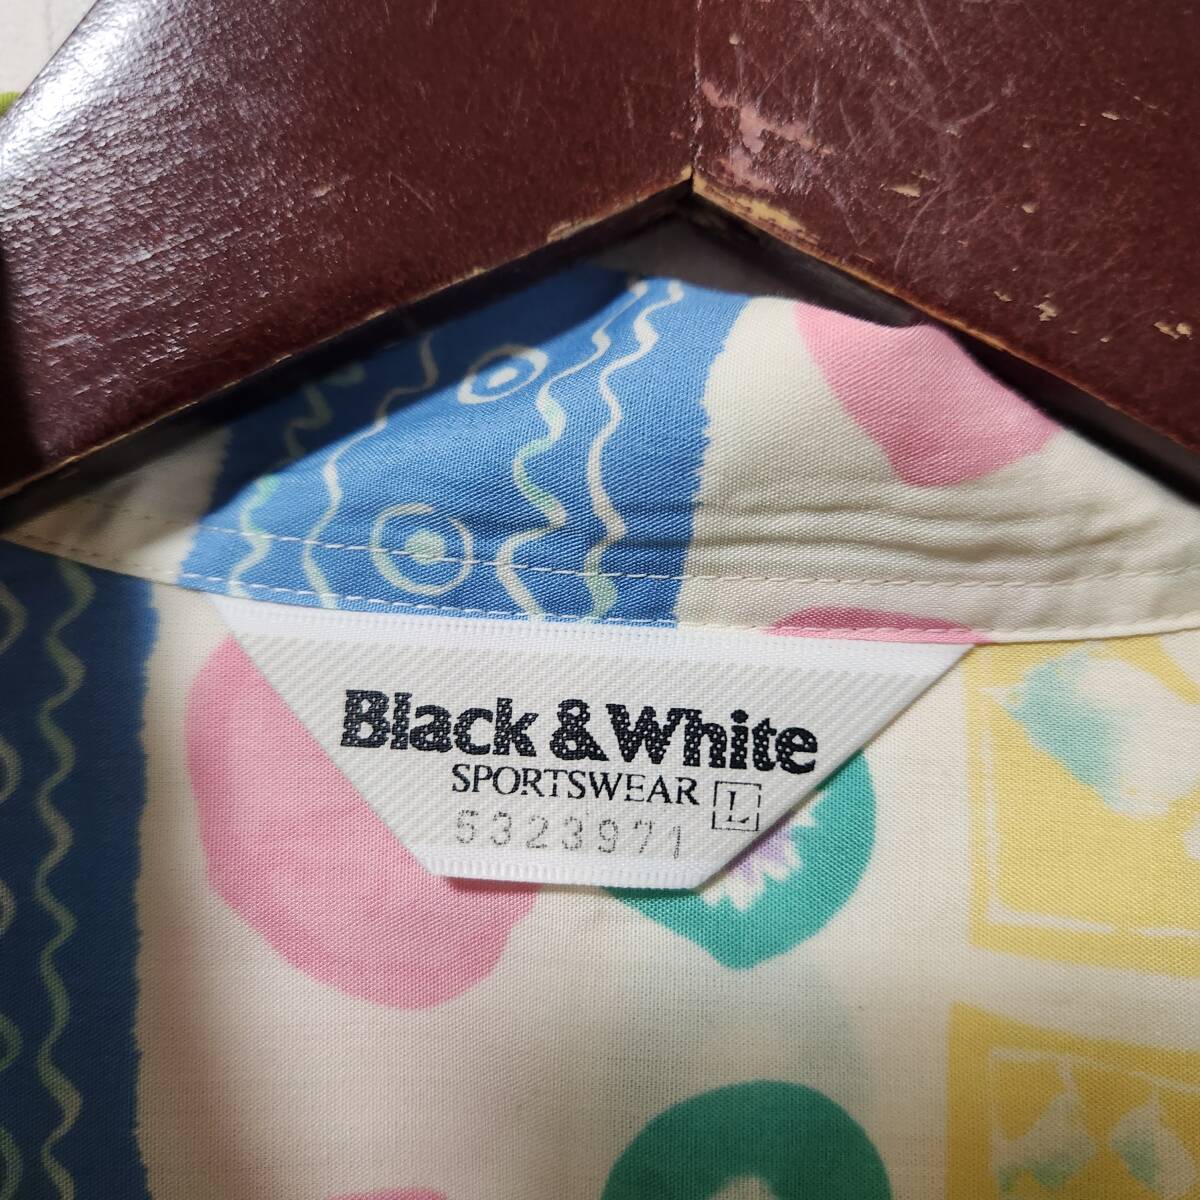 Black & White
SPORTSWEAR L
5323971